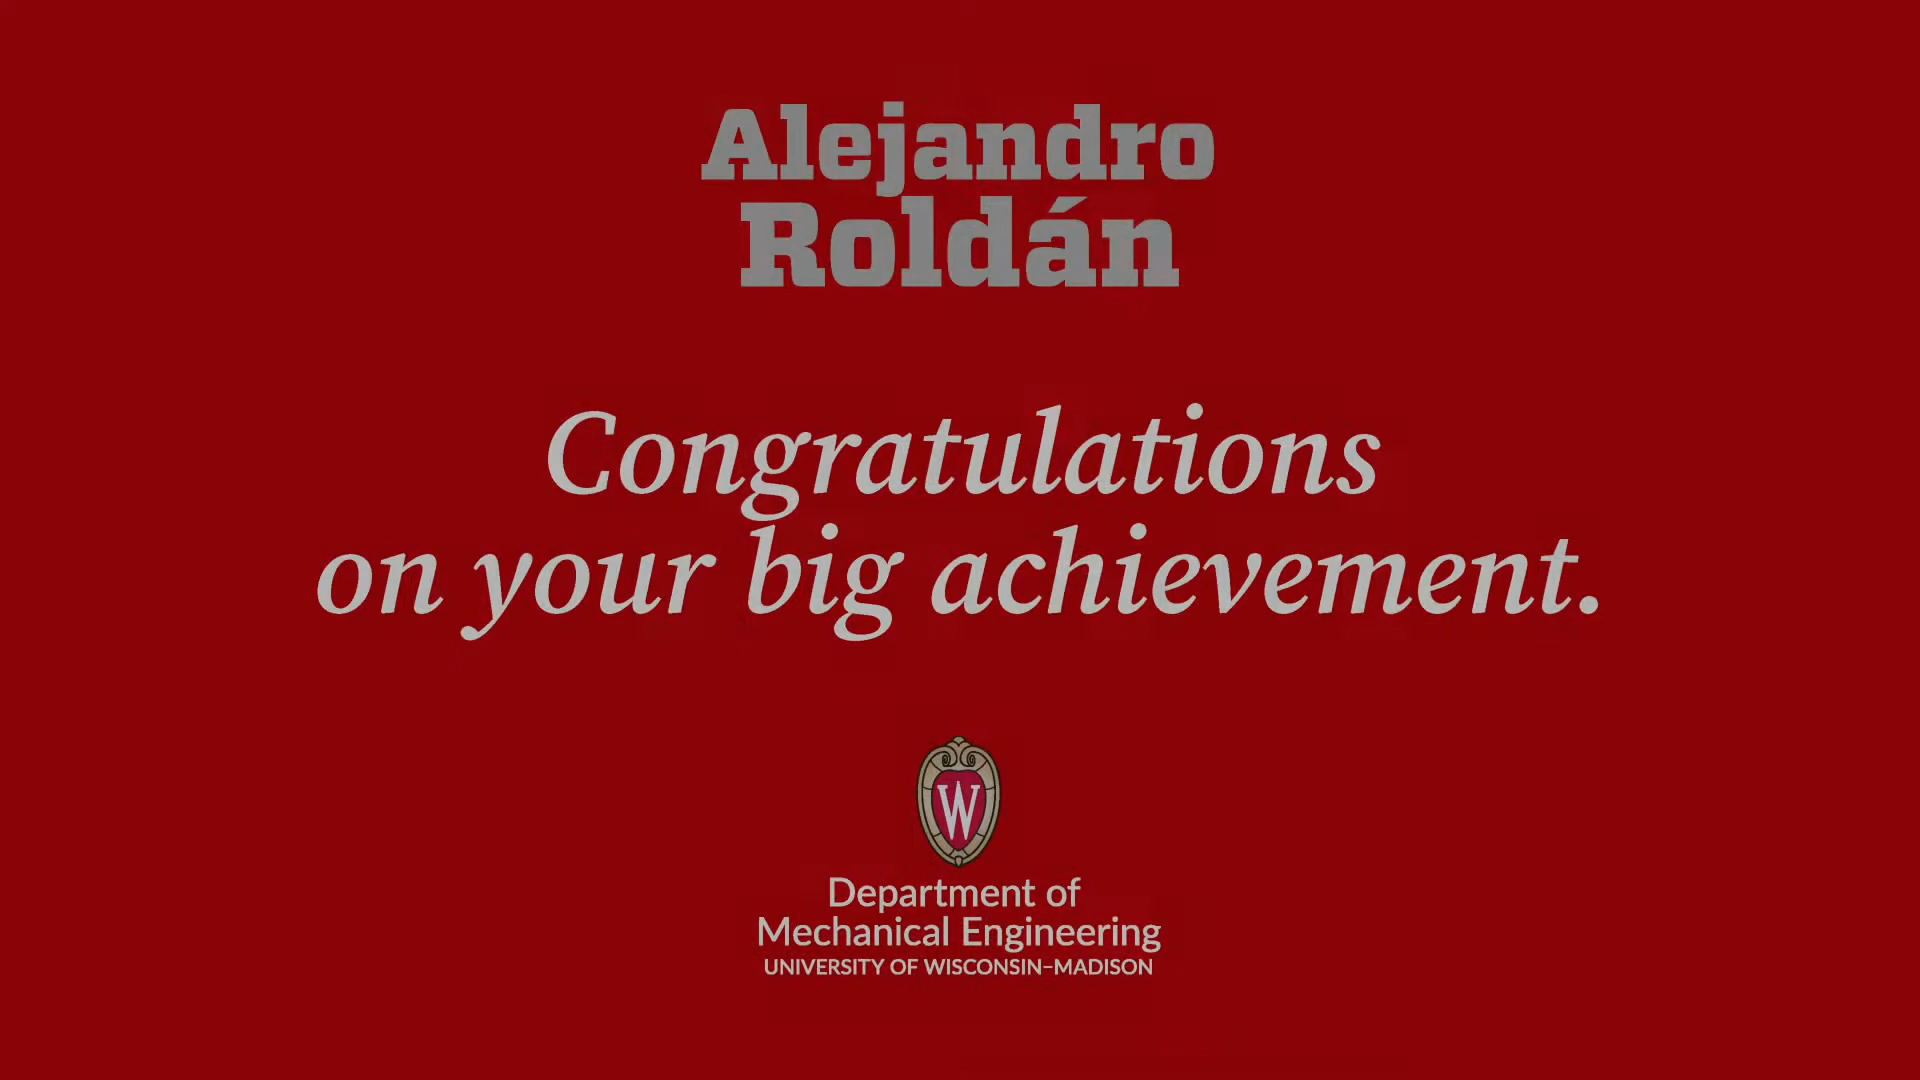 Alejandro
Roldán
Congratulations
on your big achievement.
W
Department of
Mechanical Engineering
UNIVERSITY OF WISCONSIN–MADISON